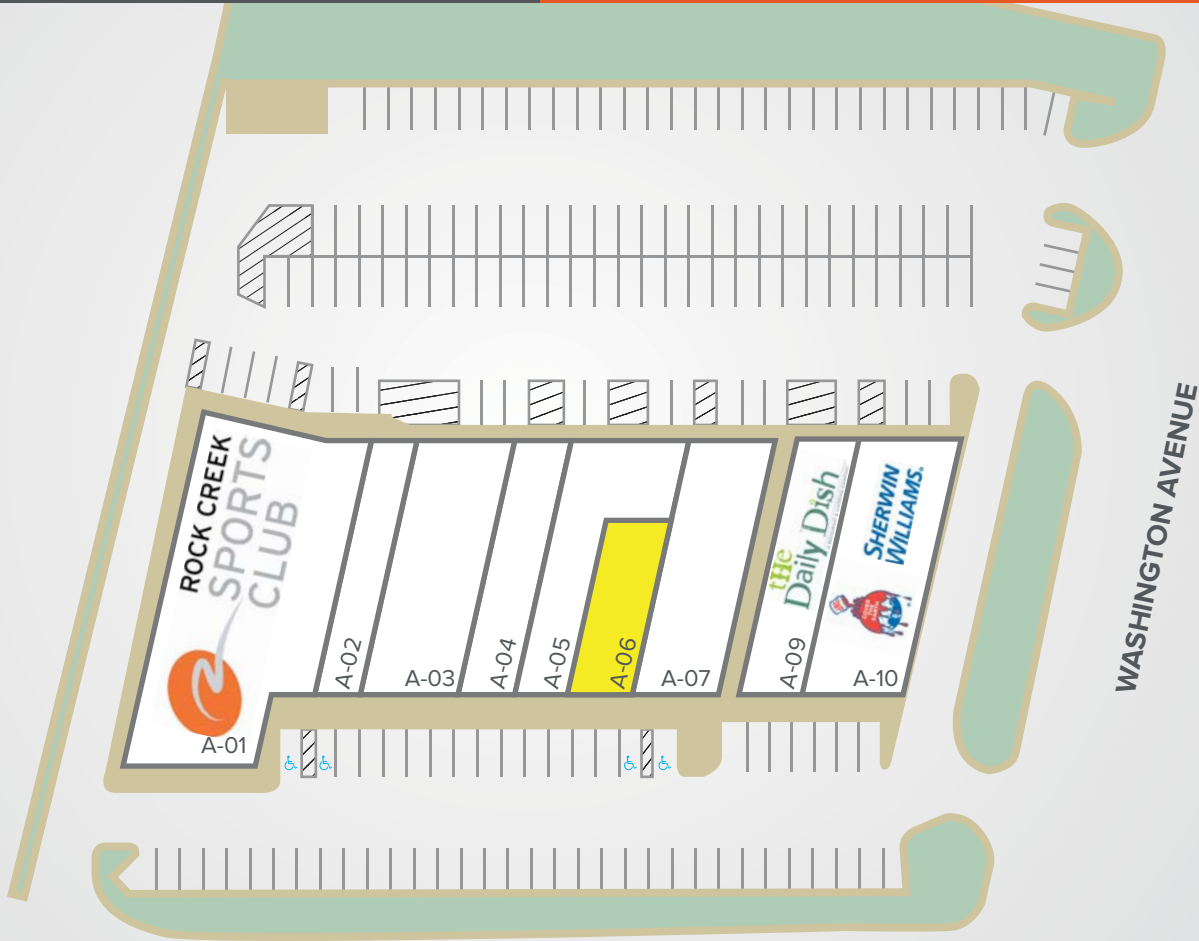 ROCK CREEK
SPORTS
CLUB
A-01
A-02
A-03
A-04
A-05
A-06
A-07
tHe
Daily Dish
A-09
SHERWIN
WILLIAMS.
A-10
WASHINGTON AVENUE